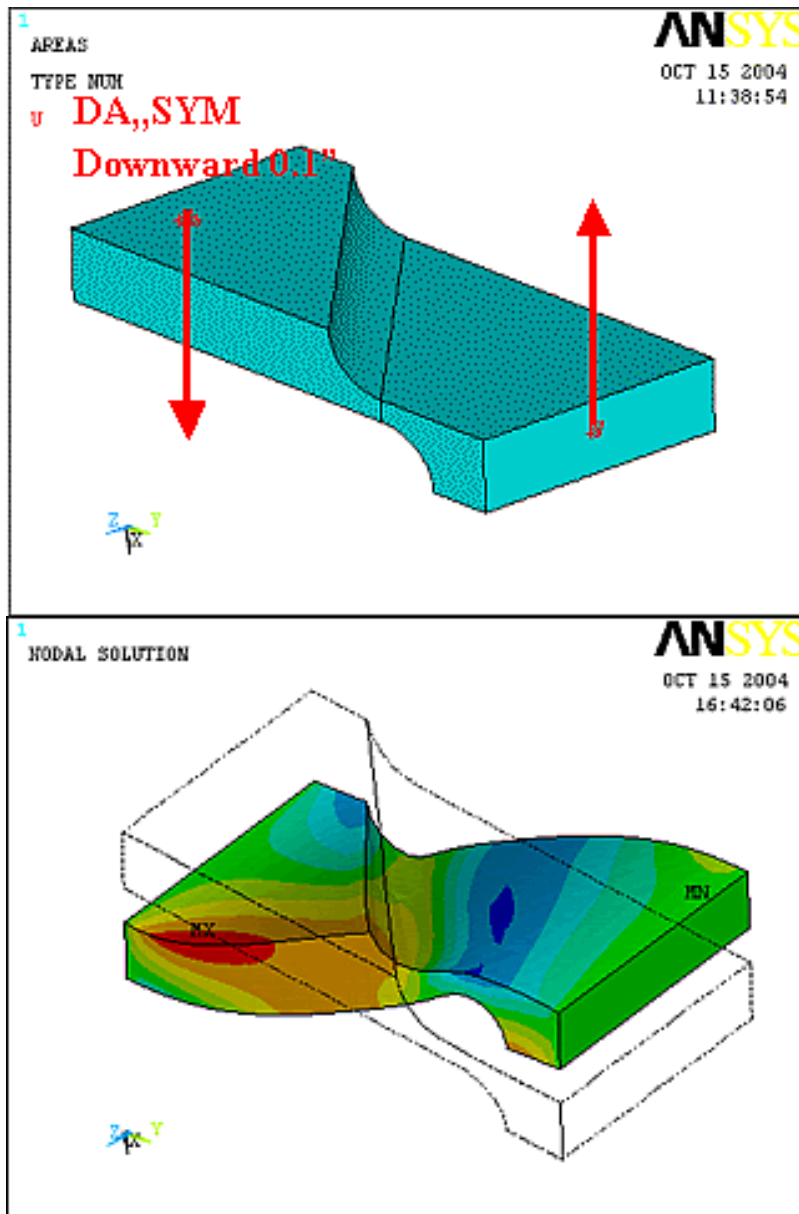 1
AREAS
TYPE NUM
U
DA,,SYM
Downward 0.1"
ANSYS
OCT 15 2004
11:38:54
Z Y
X
1
NODAL SOLUTION
ANSYS
OCT 15 2004
16:42:06
MX
MN
Z Y
X